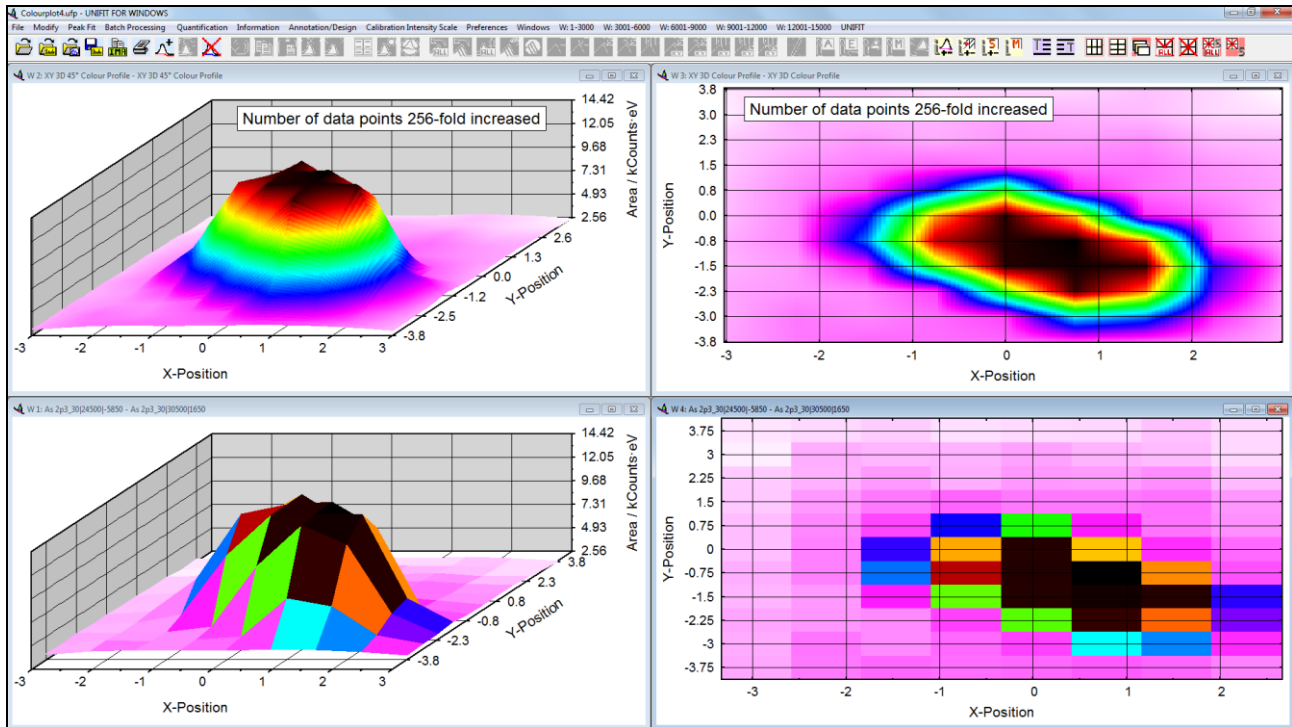 Colourplot4.ufp - UNIFIT FOR WINDOWS
File Modify Peak Fit Batch Processing Quantification Information Annotation/Design Calibration Intensity Scale Preferences Windows W: 1-3000 W: 3001-6000 W: 6001-9000 W: 9001-12000 W: 12001-15000 UNIFIT
W 2: XY 3D 45° Colour Profile - XY 3D 45° Colour Profile
Number of data points 256-fold increased
14.42
12.05
9.68
7.31
4.93
2.56
Area / kCounts·eV
2.6
1.3
0.0
-1.2
-2.5
-3.8
Y-Position
-3 -2 -1 0 1 2 3
X-Position
W 3: XY 3D Colour Profile - XY 3D Colour Profile
Number of data points 256-fold increased
3.8
3.0
2.3
1.5
0.8
0.0
-0.8
-1.5
-2.3
-3.0
-3.8
Y-Position
-3 -2 -1 0 1 2
X-Position
W 1: As 2p3_30|24500|-5850 - As 2p3_30|30500|1650
14.42
12.05
9.68
7.31
4.93
2.56
Area / kCounts·eV
3.8
2.3
0.8
-0.8
-2.3
-3.8
Y-Position
-3 -2 -1 0 1 2 3
X-Position
W 4: As 2p3_30|24500|-5850 - As 2p3_30|30500|1650
3.75
3
2.25
1.5
0.75
0
-0.75
-1.5
-2.25
-3
-3.75
Y-Position
-3 -2 -1 0 1 2
X-Position